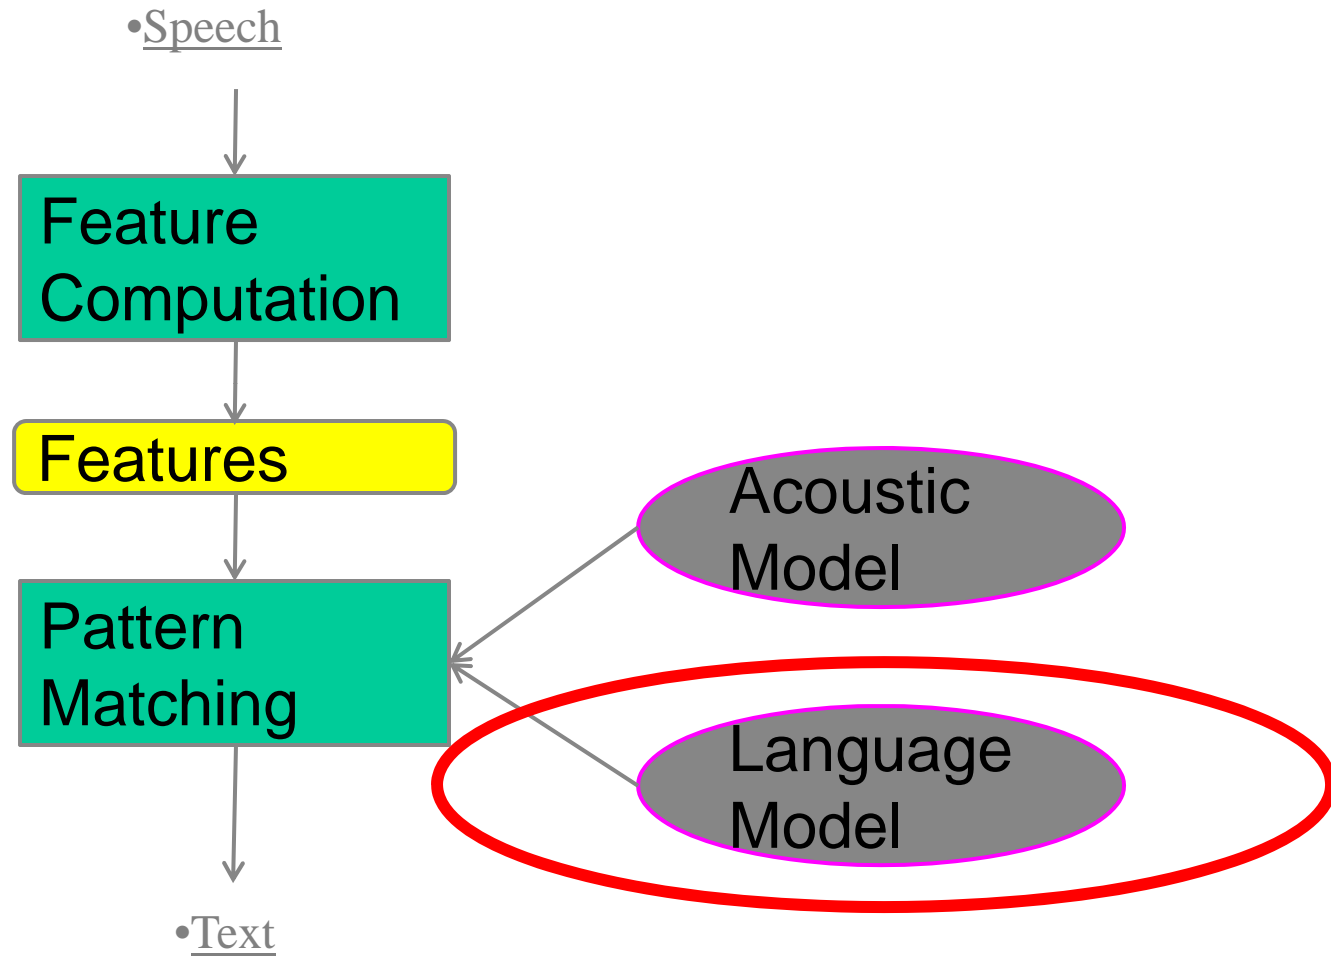 •Speech
Feature
Computation
Features
Acoustic
Model
Pattern
Matching
Language
Model
•Text